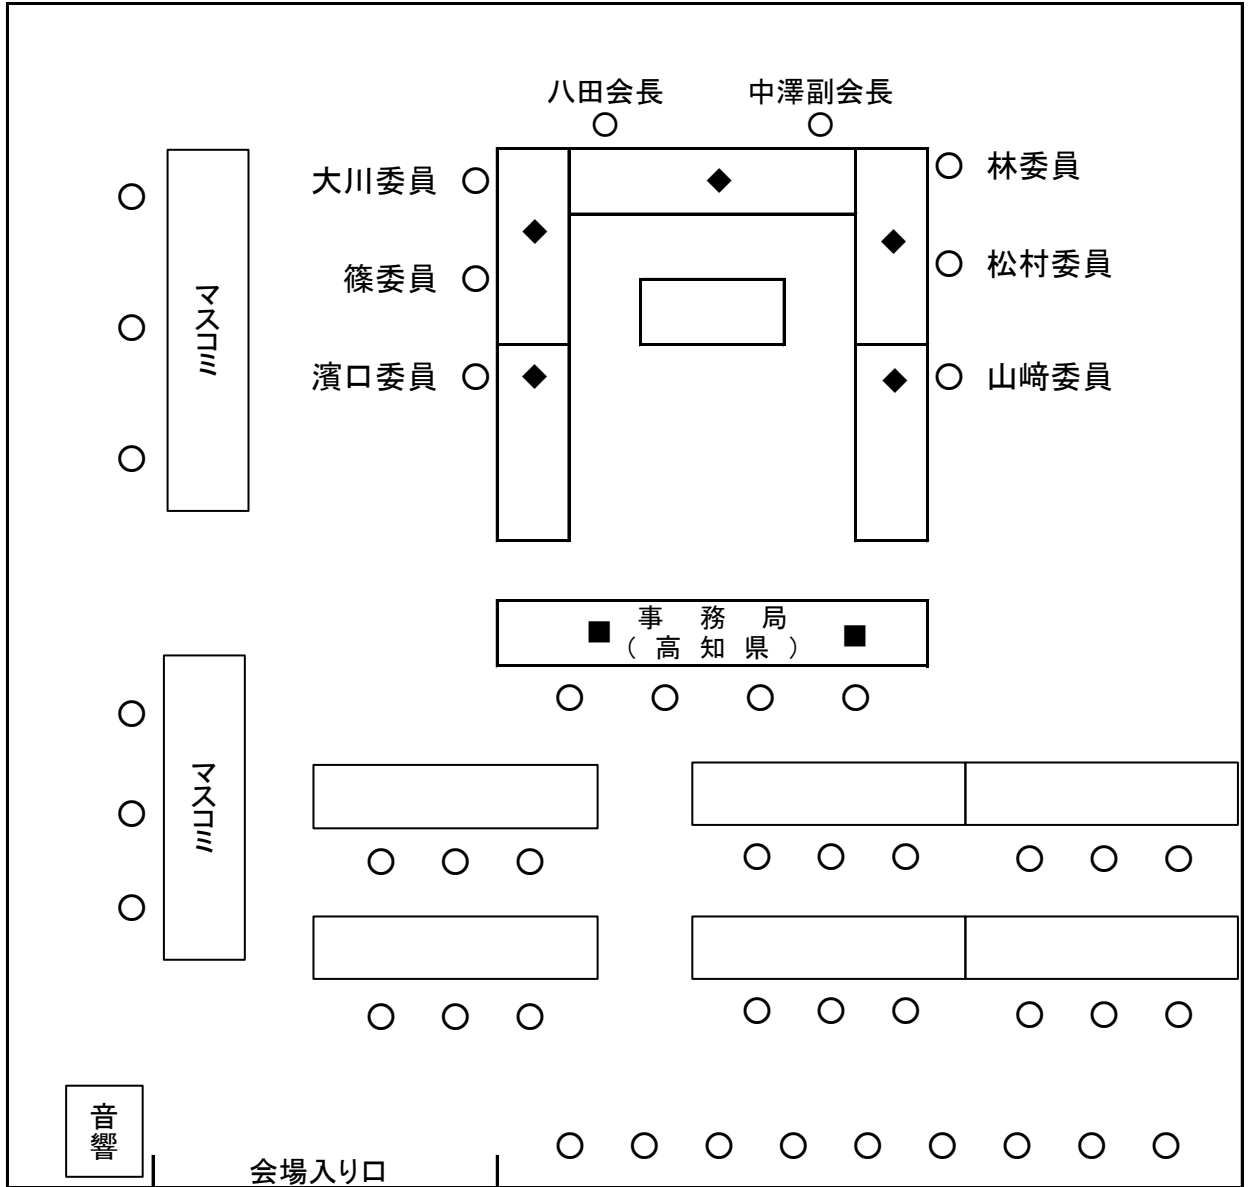 八田会長
中澤副会長
大川委員
林委員
篠委員
松村委員
濱口委員
山﨑委員
マスコミ
事務局
（高知県）
マスコミ
音響
会場入り口